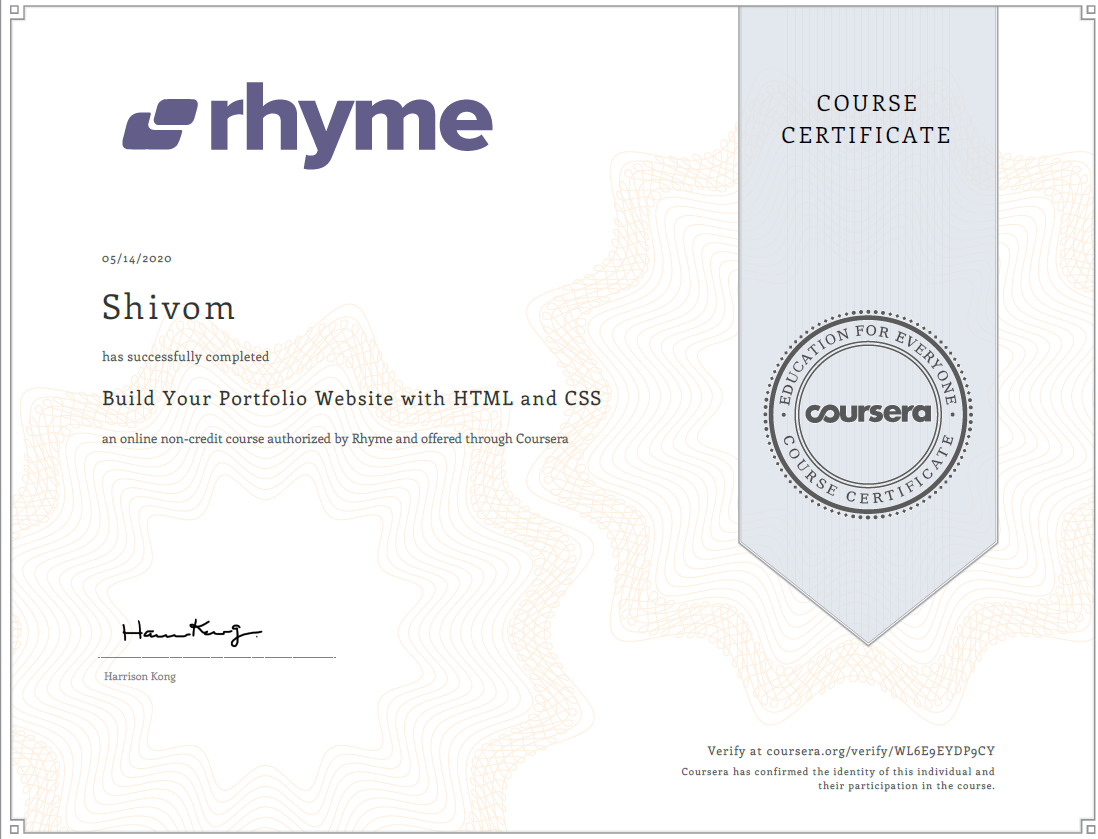 rhyme
COURSE
CERTIFICATE
05/14/2020
Shivom
has successfully completed
Build Your Portfolio Website with HTML and CSS
an online non-credit course authorized by Rhyme and offered through Coursera
EDUCATION FOR EVERYONE
coursera
COURSE CERTIFICATE
Harrison Kong
Verify at coursera.org/verify/WL6E9EYDP9CY
Coursera has confirmed the identity of this individual and
their participation in the course.